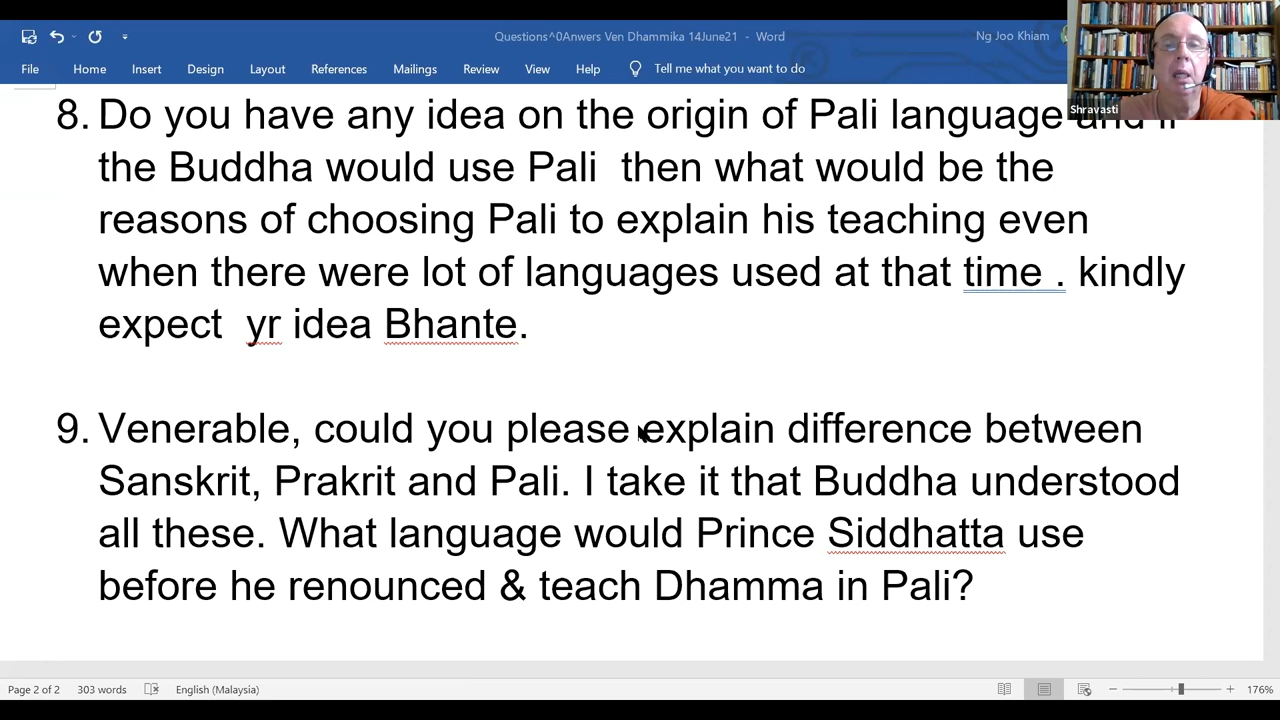 Questions^0Anwers Ven Dhammika 14June21 - Word
Ng Joo Khiam
File Home Insert Design Layout References Mailings Review View Help Tell me what you want to do
Shravasti
8. Do you have any idea on the origin of Pali language and if
the Buddha would use Pali then what would be the
reasons of choosing Pali to explain his teaching even
when there were lot of languages used at that time . kindly
expect yr idea Bhante.
9. Venerable, could you please explain difference between
Sanskrit, Prakrit and Pali. I take it that Buddha understood
all these. What language would Prince Siddhatta use
before he renounced & teach Dhamma in Pali?
Page 2 of 2 303 words English (Malaysia) 176%